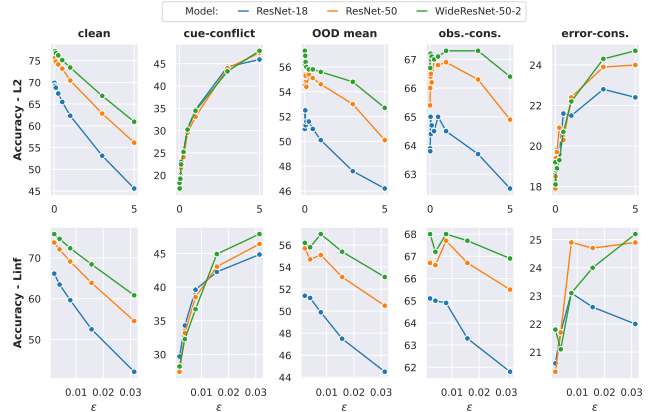 Model: ResNet-18 ResNet-50 WideResNet-50-2
clean cue-conflict OOD mean obs.-cons. error-cons.
Accuracy - L2
75 70 65 60 55 50 45
45 40 35 30 25 20
56 54 52 50 48 46
67 66 65 64 63
24 22 20 18
0 5 0 5 0 5 0 5 0 5
Accuracy - Linf
70 60 50
45 40 35 30
56 54 52 50 48 46 44
68 67 66 65 64 63 62
25 24 23 22 21
0.01 0.02 0.03 0.01 0.02 0.03 0.01 0.02 0.03 0.01 0.02 0.03 0.01 0.02 0.03
ε ε ε ε ε